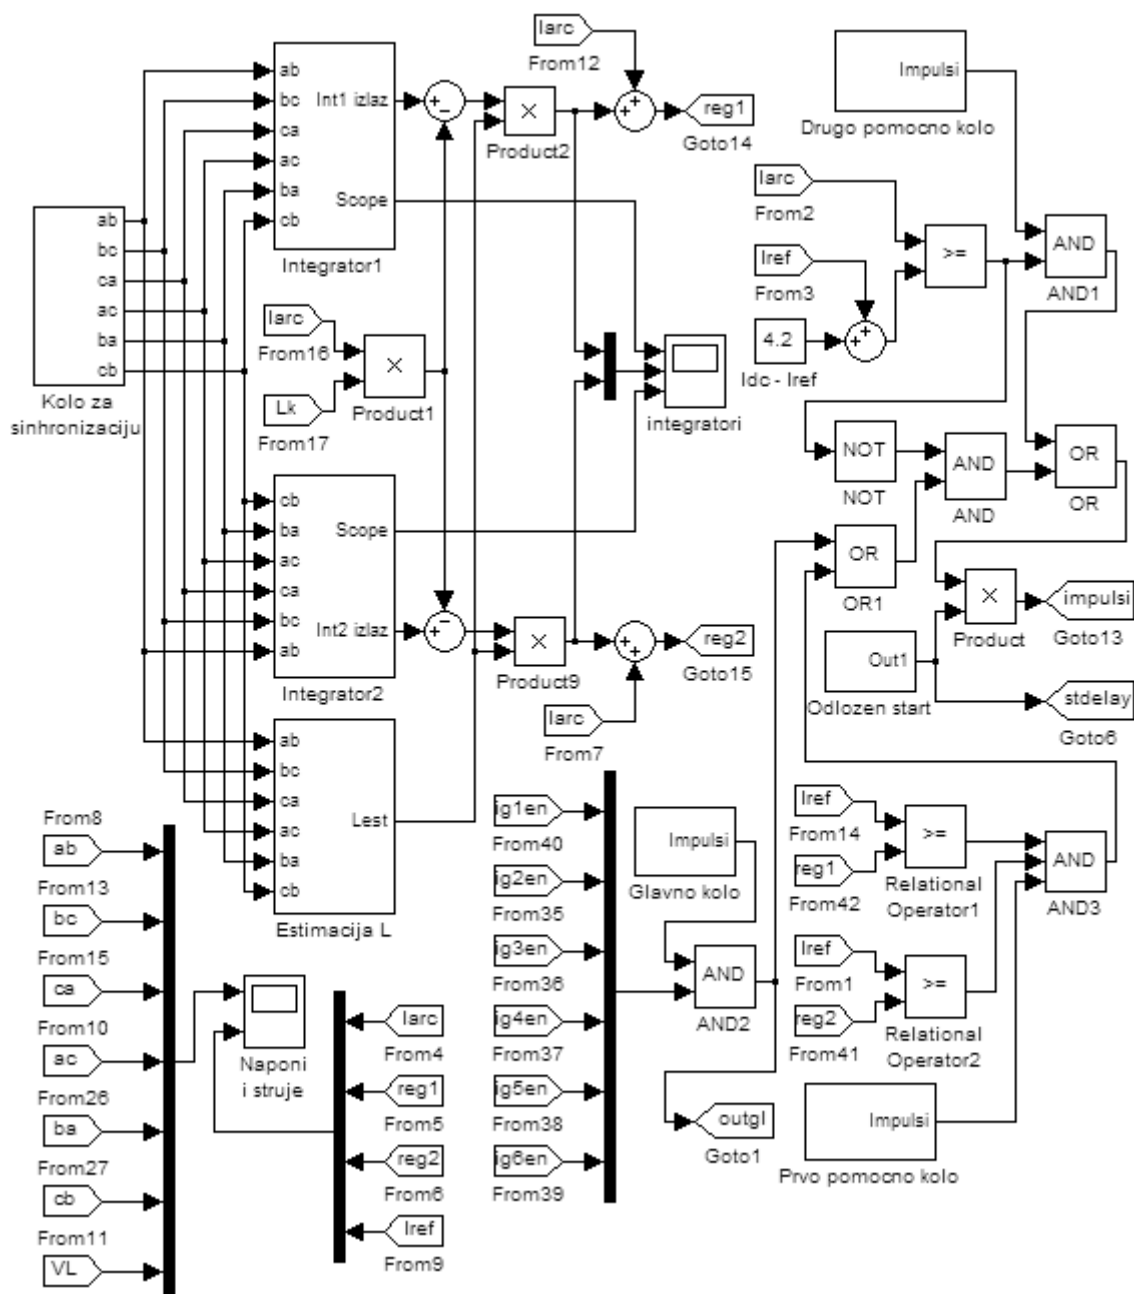 Iarc
From12
ab
bc
ca
ac
ba
cb
Int1 izlaz
Scope
Integrator1
+
−
×
Product2
+
+
reg1
Goto14
Impulsi
Drugo pomocno kolo
Iarc
From2
Iref
From3
>=
AND
AND1
4.2
Idc - Iref
+
+
ab
bc
ca
ac
ba
cb
Kolo za
sinhronizaciju
Iarc
From16
Lk
From17
×
Product1
integratori
NOT
NOT
AND
AND
OR
OR
OR
OR1
cb
ba
ac
ca
bc
ab
Scope
Int2 izlaz
Integrator2
+
−
×
Product9
+
+
reg2
Goto15
Iarc
From7
×
Product
impulsi
Goto13
Out1
Odlozen start
stdelay
Goto6
ab
bc
ca
ac
ba
cb
Lest
Estimacija L
From8
ab
From13
bc
From15
ca
From10
ac
From26
ba
From27
cb
From11
VL
Naponi
i struje
Iarc
From4
reg1
From5
reg2
From6
Iref
From9
ig1en
From40
ig2en
From35
ig3en
From36
ig4en
From37
ig5en
From38
ig6en
From39
Impulsi
Glavno kolo
AND
AND2
outgl
Goto1
Iref
From14
reg1
From42
>=
Relational
Operator1
AND
AND3
Iref
From1
reg2
From41
>=
Relational
Operator2
Impulsi
Prvo pomocno kolo